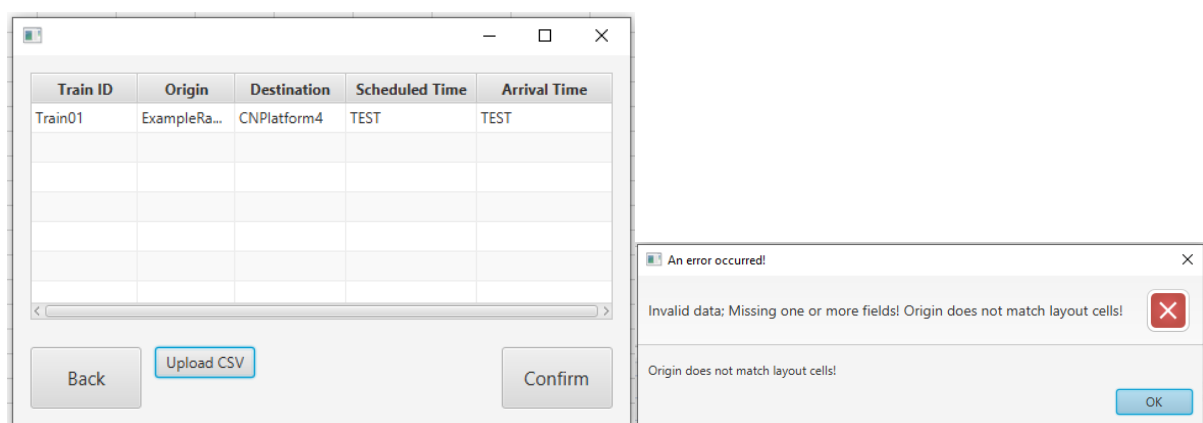 Train ID Origin Destination Scheduled Time Arrival Time
Train01 ExampleRa... CNPlatform4 TEST TEST
Upload CSV
Back Confirm
An error occurred!
Invalid data; Missing one or more fields! Origin does not match layout cells!
Origin does not match layout cells!
OK